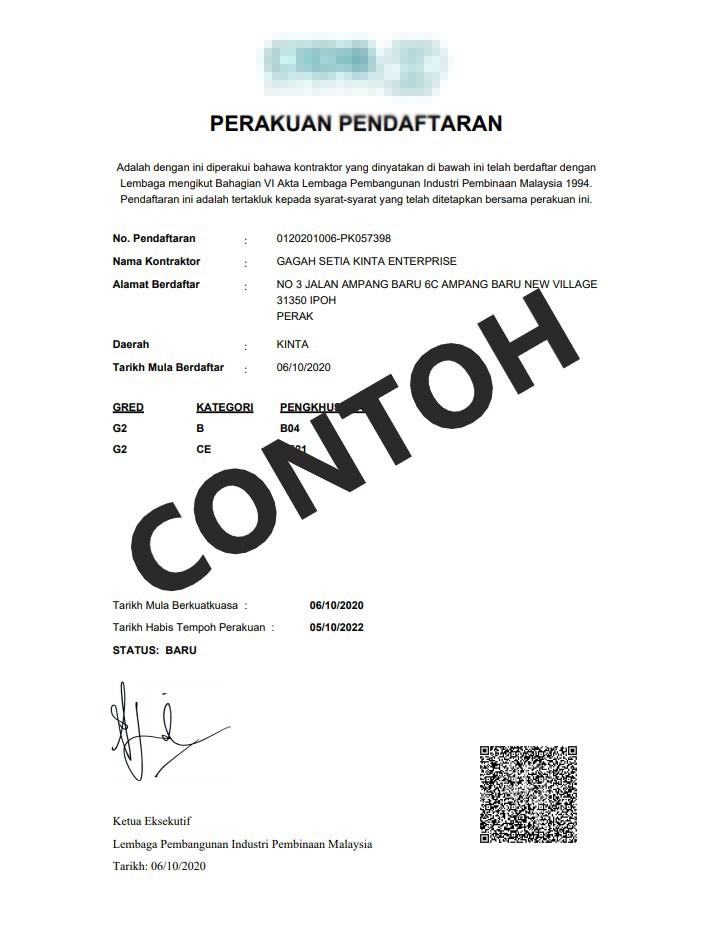 PERAKUAN PENDAFTARAN
Adalah dengan ini diperakui bahawa kontraktor yang dinyatakan di bawah ini telah berdaftar dengan
Lembaga mengikut Bahagian VI Akta Lembaga Pembangunan Industri Pembinaan Malaysia 1994.
Pendaftaran ini adalah tertakluk kepada syarat-syarat yang telah ditetapkan bersama perakuan ini.
No. Pendaftaran : 0120201006-PK057398
Nama Kontraktor : GAGAH SETIA KINTA ENTERPRISE
Alamat Berdaftar : NO 3 JALAN AMPANG BARU 6C AMPANG BARU NEW VILLAGE
31350 IPOH
PERAK
Daerah : KINTA
Tarikh Mula Berdaftar : 06/10/2020
GRED KATEGORI
G2 B B04
G2 CE
CONTOH
Tarikh Mula Berkuatkuasa : 06/10/2020
Tarikh Habis Tempoh Perakuan : 05/10/2022
STATUS: BARU
Ketua Eksekutif
Lembaga Pembangunan Industri Pembinaan Malaysia
Tarikh: 06/10/2020